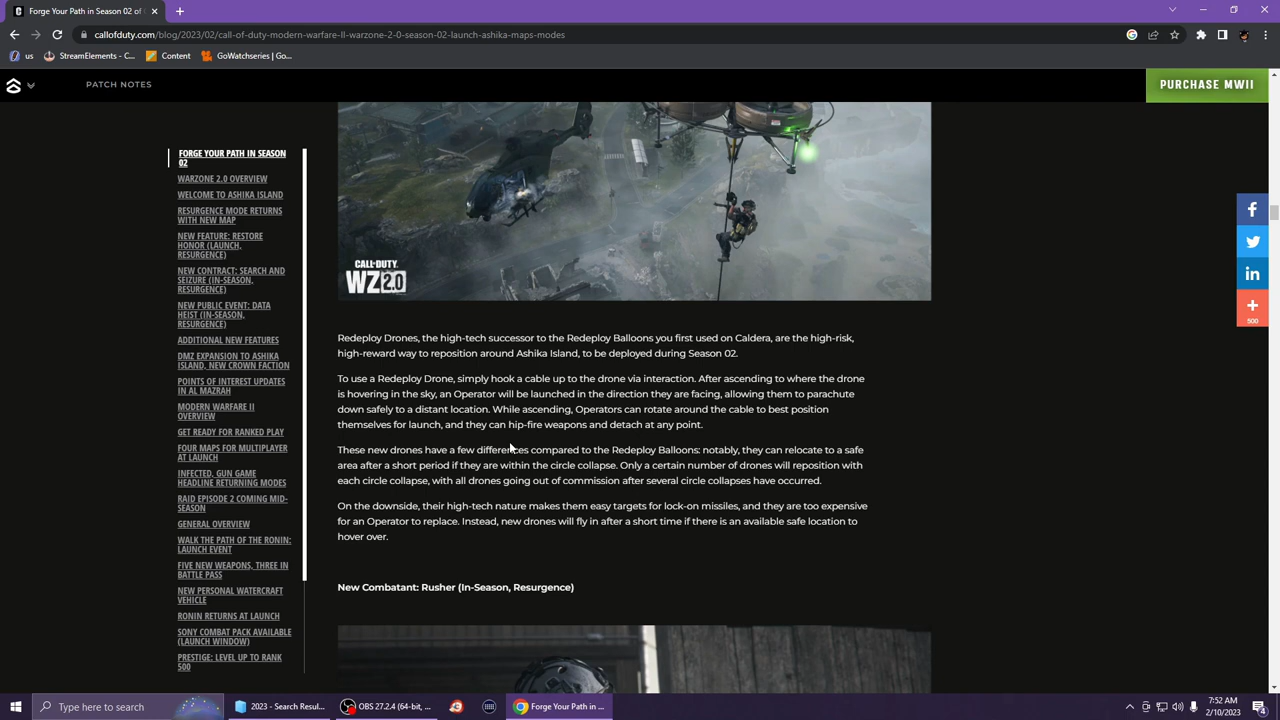 Forge Your Path in
callofduty.com/blog/2023/02/call-of-duty-modern-warfare-II-warzone-2-0-season-02-launch-ashika-maps-modes
us
StreamElements - D...
Content
GoWatchseries | Go...
PATCH NOTES
PURCHASE MWII
FORGE YOUR PATH IN SEASON
02
WARZONE 2.0 OVERVIEW
WELCOME TO ASHIKA ISLAND
RESURGENCE MODE RETURNS
WITH NEW MAP
NEW FEATURE: RESTORE
HONOR (LAUNCH,
RESURGENCE)
NEW CONTRACT: SEARCH AND
SEIZURE (IN-SEASON,
RESURGENCE)
NEW PUBLIC EVENT: DATA
HEIST (IN-SEASON,
RESURGENCE)
ADDITIONAL NEW FEATURES
DMZ EXPANSION TO ASHIKA
ISLAND, NEW CROWN FACTION
POINTS OF INTEREST UPDATES
IN AL MAZRAH
MODERN WARFARE II
OVERVIEW
GET READY FOR RANKED PLAY
FOUR MAPS FOR MULTIPLAYER
AT LAUNCH
INFECTED, GUN GAME
HEADLINE RETURNING MODES
RAID EPISODE 2 COMING MID-
SEASON
GENERAL OVERVIEW
WALK THE PATH OF THE RONIN:
LAUNCH EVENT
FIVE NEW WEAPONS, THREE IN
BATTLE PASS
NEW PERSONAL WATERCRAFT
VEHICLE
RONIN RETURNS AT LAUNCH
SONY COMBAT PACK AVAILABLE
(LAUNCH WINDOW)
PRESTIGE: LEVEL UP TO RANK
500
CALL·DUTY
WZ 2.0
Redeploy Drones, the high-tech successor to the Redeploy Balloons you first used on Caldera, are the high-risk,
high-reward way to reposition around Ashika Island, to be deployed during Season 02.
To use a Redeploy Drone, simply hook a cable up to the drone via interaction. After ascending to where the drone
is hovering in the sky, an Operator will be launched in the direction they are facing, allowing them to parachute
down safely to a distant location. While ascending, Operators can rotate around the cable to best position
themselves for launch, and they can hip-fire weapons and detach at any point.
These new drones have a few differences compared to the Redeploy Balloons: notably, they can relocate to a safe
area after a short period if they are within the circle collapse. Only a certain number of drones will reposition with
each circle collapse, with all drones going out of commission after several circle collapses have occurred.
On the downside, their high-tech nature makes them easy targets for lock-on missiles, and they are too expensive
for an Operator to replace. Instead, new drones will fly in after a short time if there is an available safe location to
hover over.
New Combatant: Rusher (In-Season, Resurgence)
500
Type here to search
2023 - Search Resul...
OBS 27.2.4 (64-bit, ...
Forge Your Path in ...
7:52 AM
2/10/2023
4